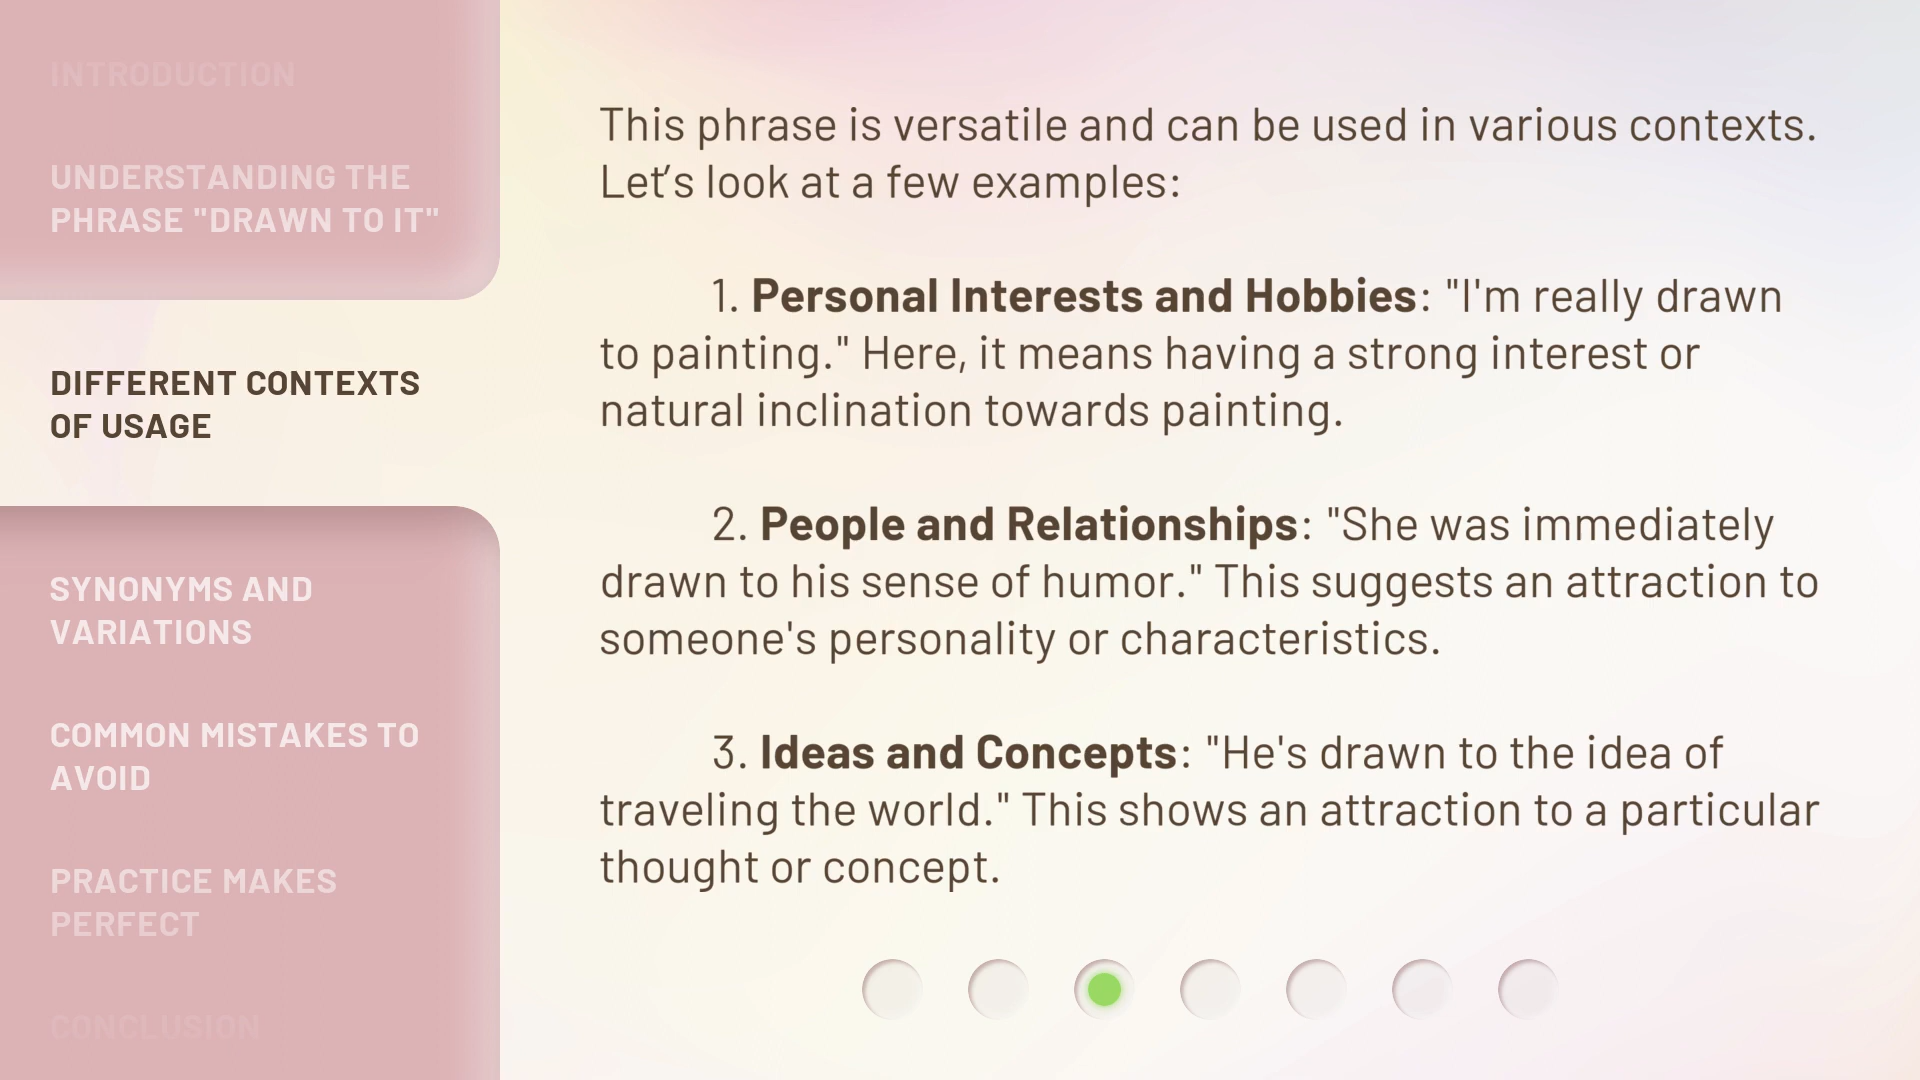 INTRODUCTION
UNDERSTANDING THE
PHRASE "DRAWN TO IT"
DIFFERENT CONTEXTS
OF USAGE
SYNONYMS AND
VARIATIONS
COMMON MISTAKES TO
AVOID
PRACTICE MAKES
PERFECT
CONCLUSION
This phrase is versatile and can be used in various contexts.
Let’s look at a few examples:
1. Personal Interests and Hobbies: "I'm really drawn
to painting." Here, it means having a strong interest or
natural inclination towards painting.
2. People and Relationships: "She was immediately
drawn to his sense of humor." This suggests an attraction to
someone's personality or characteristics.
3. Ideas and Concepts: "He's drawn to the idea of
traveling the world." This shows an attraction to a particular
thought or concept.